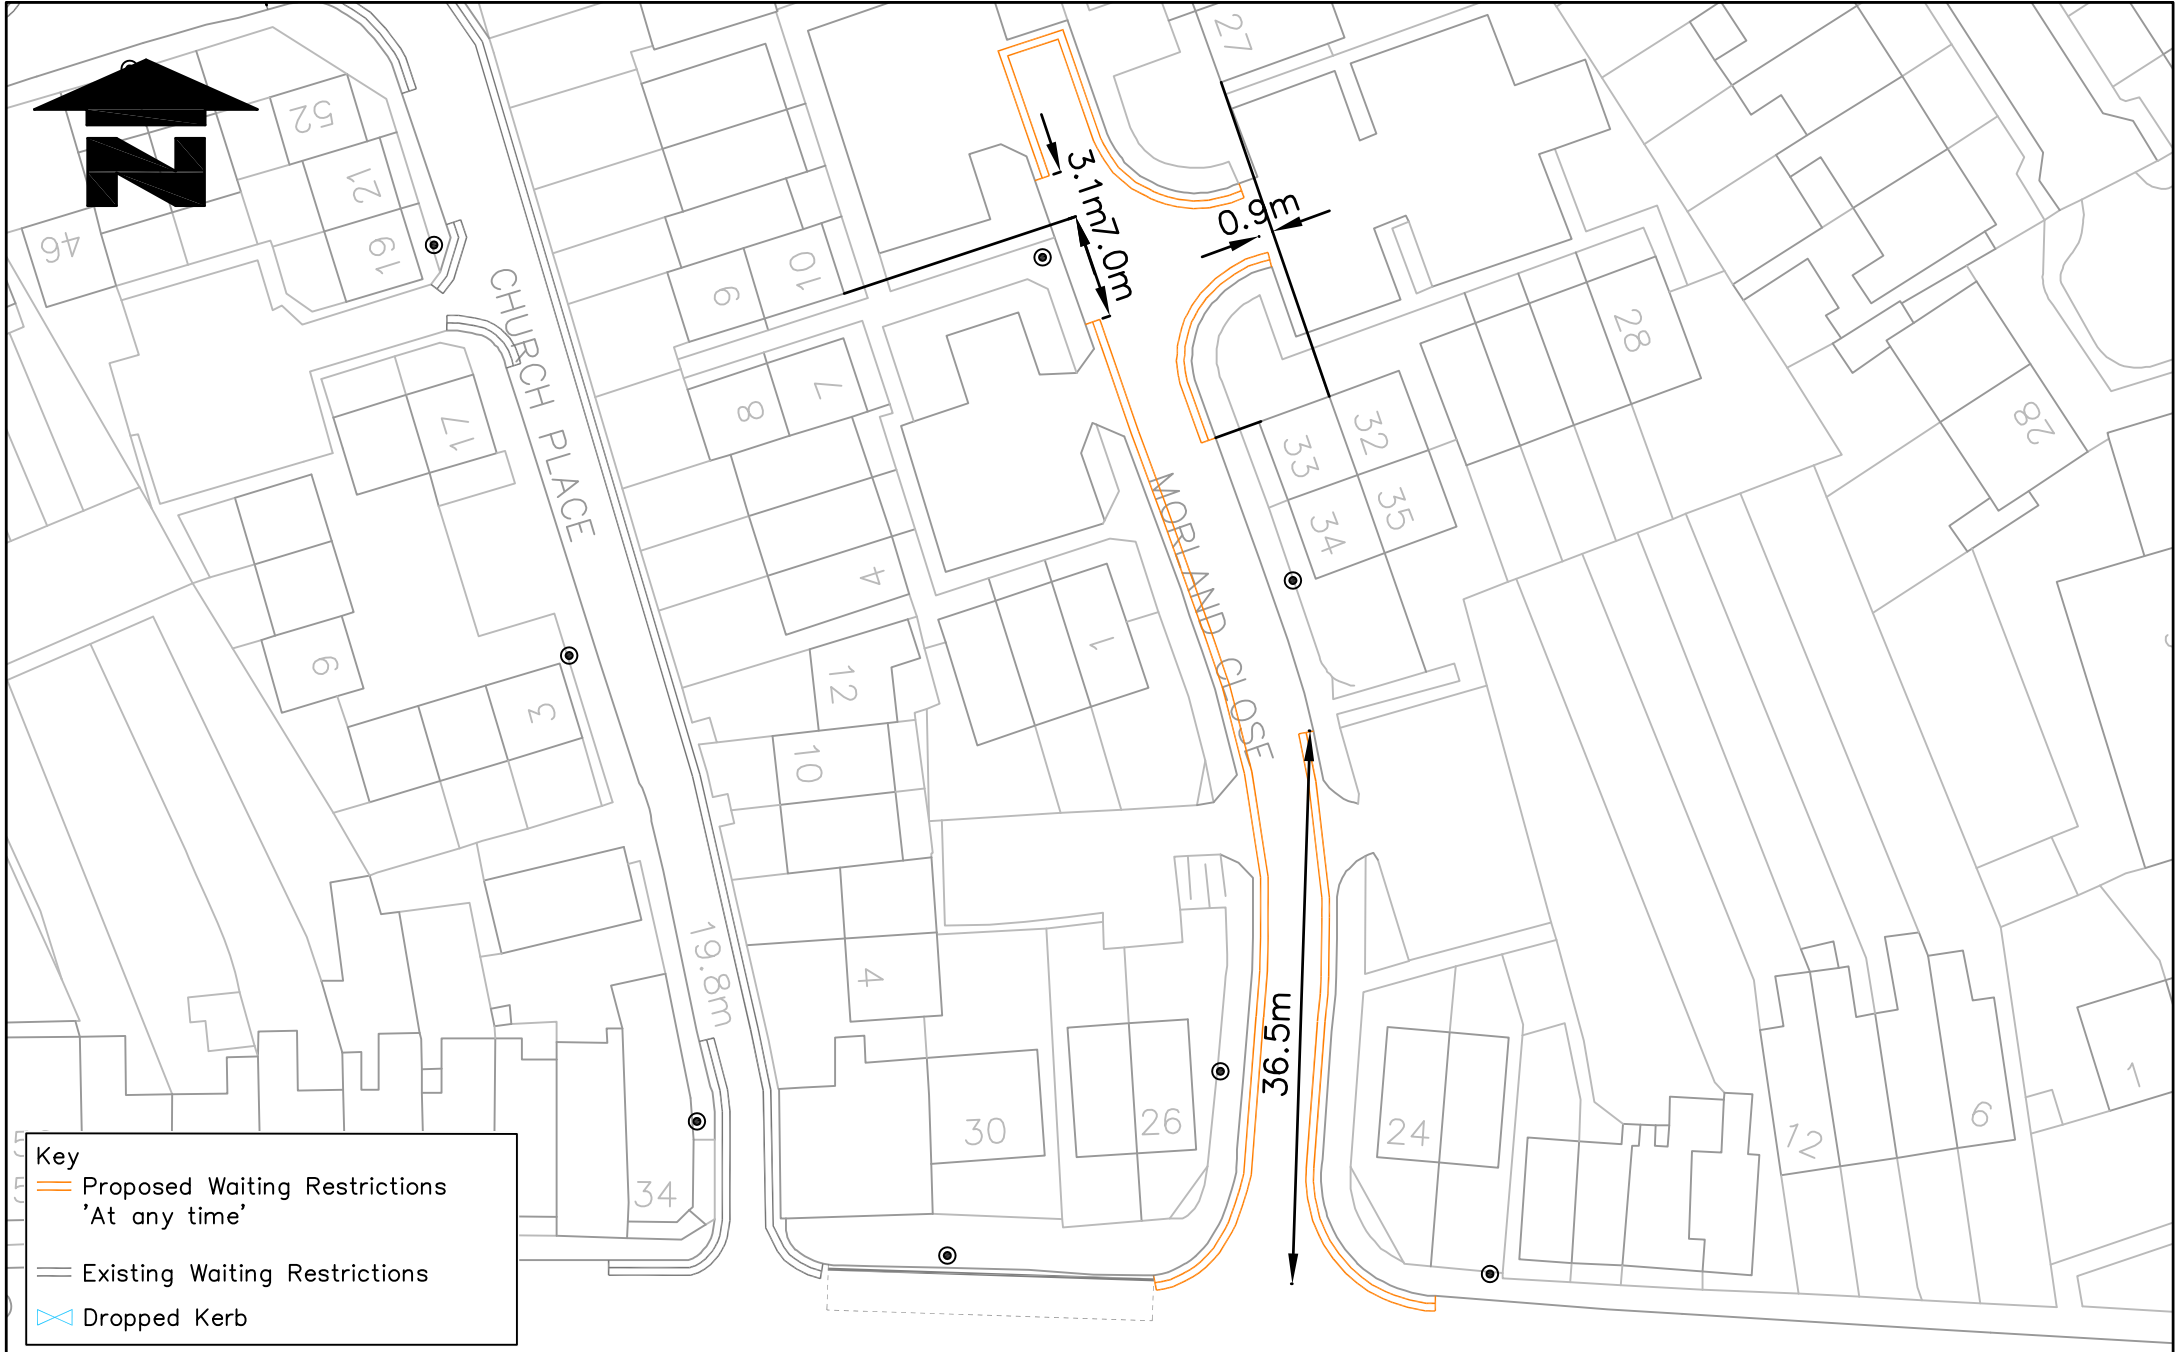 27
52
21
19
46
N
CHURCH PLACE
3.1m
7.0m
0.9m
9
10
28
8
7
17
33
32
34
35
28
MORLAND CLOSE
4
1
9
3
12
10
19.8m
4
36.5m
30
26
24
12
6
1
34
Key
Proposed Waiting Restrictions
'At any time'
Existing Waiting Restrictions
Dropped Kerb